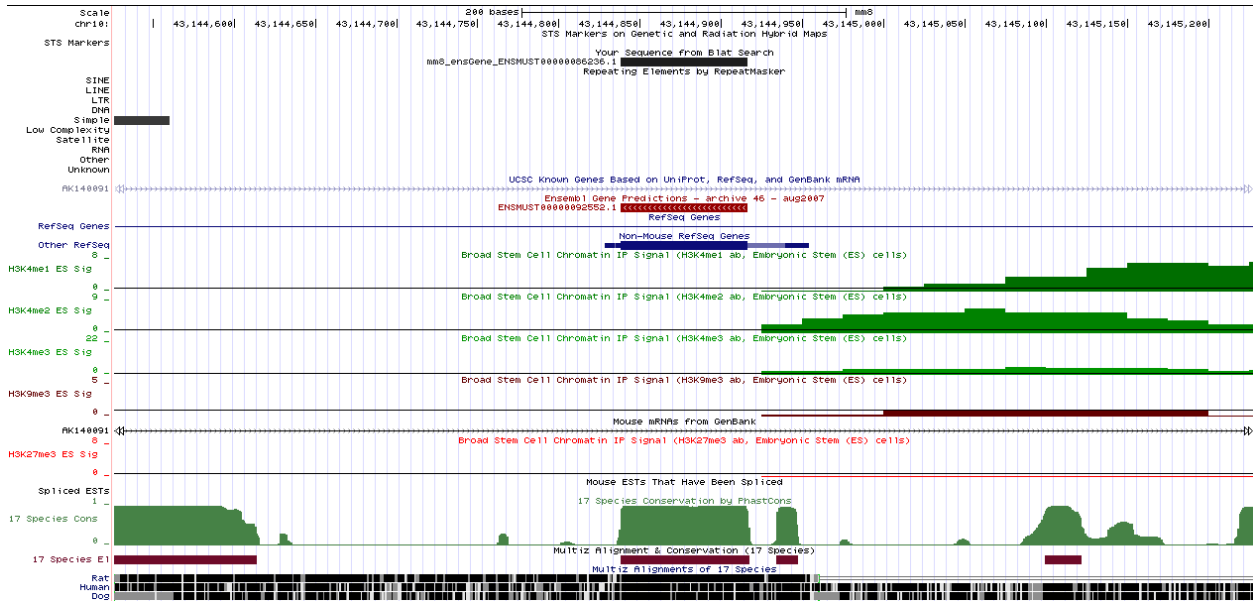 Scale 200 bases mm8
chr10: 43,144,600 43,144,650 43,144,700 43,144,750 43,144,800 43,144,850 43,144,900 43,144,950 43,145,000 43,145,050 43,145,100 43,145,150 43,145,200
STS Markers on Genetic and Radiation Hybrid Maps
STS Markers
Your Sequence from Blat Search
mm8_ensGene_ENSMUST00000086236.1
Repeating Elements by RepeatMasker
SINE
LINE
LTR
DNA
Simple
Low Complexity
Satellite
RNA
Other
Unknown
UCSC Known Genes Based on UniProt, RefSeq, and GenBank mRNA
AK140091
Ensembl Gene Predictions - archive 46 - aug2007
ENSMUST00000092552.1
RefSeq Genes
RefSeq Genes
Non-Mouse RefSeq Genes
Other RefSeq
Broad Stem Cell Chromatin IP Signal (H3K4me1 ab, Embryonic Stem (ES) cells)
8 _
H3K4me1 ES Sig
0 _
Broad Stem Cell Chromatin IP Signal (H3K4me2 ab, Embryonic Stem (ES) cells)
9 _
H3K4me2 ES Sig
0 _
Broad Stem Cell Chromatin IP Signal (H3K4me3 ab, Embryonic Stem (ES) cells)
22 _
H3K4me3 ES Sig
0 _
Broad Stem Cell Chromatin IP Signal (H3K9me3 ab, Embryonic Stem (ES) cells)
5 _
H3K9me3 ES Sig
0 _
Mouse mRNAs from GenBank
AK140091
Broad Stem Cell Chromatin IP Signal (H3K27me3 ab, Embryonic Stem (ES) cells)
8 _
H3K27me3 ES Sig
0 _
Mouse ESTs That Have Been Spliced
Spliced ESTs
17 Species Conservation by PhastCons
1 _
17 Species Cons
0 _
Multiz Alignment & Conservation (17 Species)
17 Species El
Multiz Alignments of 17 Species
Rat
Human
Dog